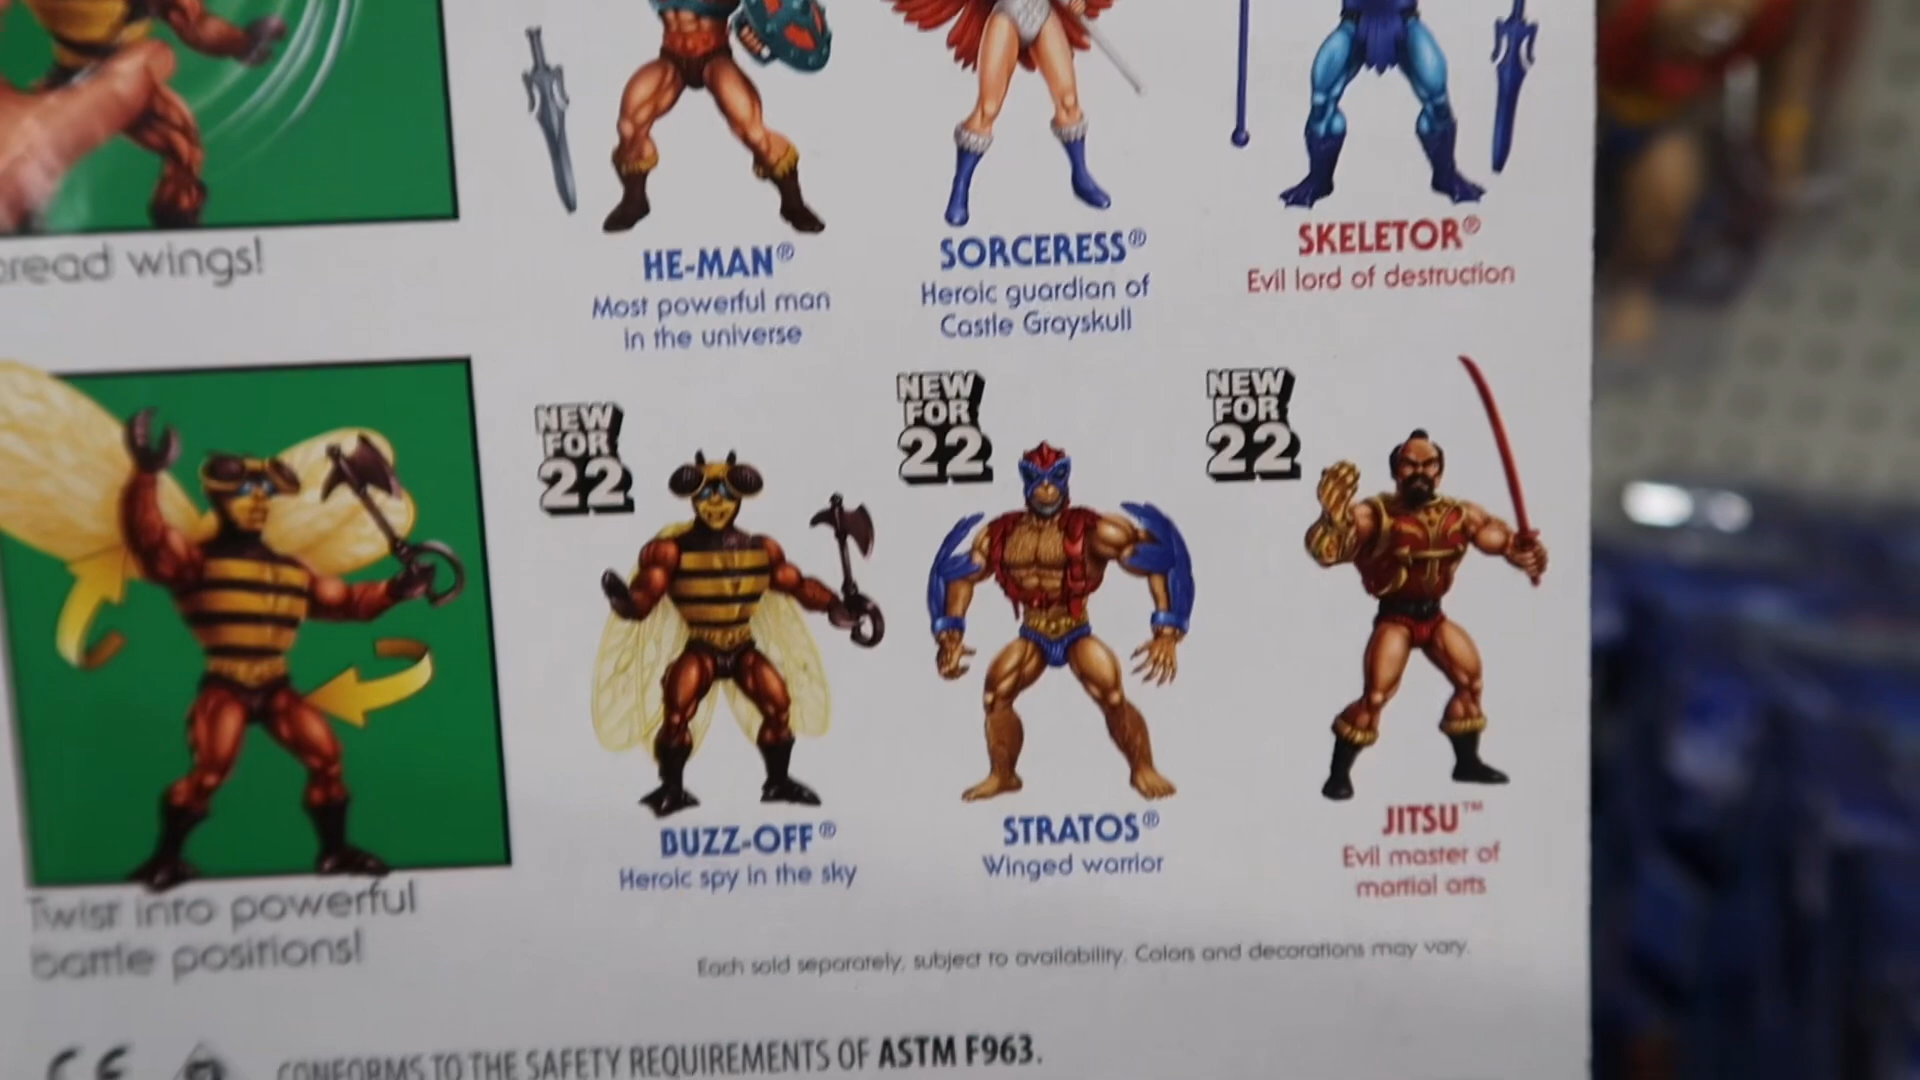 read wings!
HE-MAN®
Most powerful man
in the universe
SORCERESS®
Heroic guardian of
Castle Grayskull
SKELETOR®
Evil lord of destruction
NEW
FOR
22
BUZZ-OFF®
Heroic spy in the sky
NEW
FOR
22
STRATOS®
Winged warrior
NEW
FOR
22
JITSU™
Evil master of
martial arts
Twist into powerful
battle positions!
Each sold separately, subject to availability. Colors and decorations may vary.
CE
CONFORMS TO THE SAFETY REQUIREMENTS OF ASTM F963.